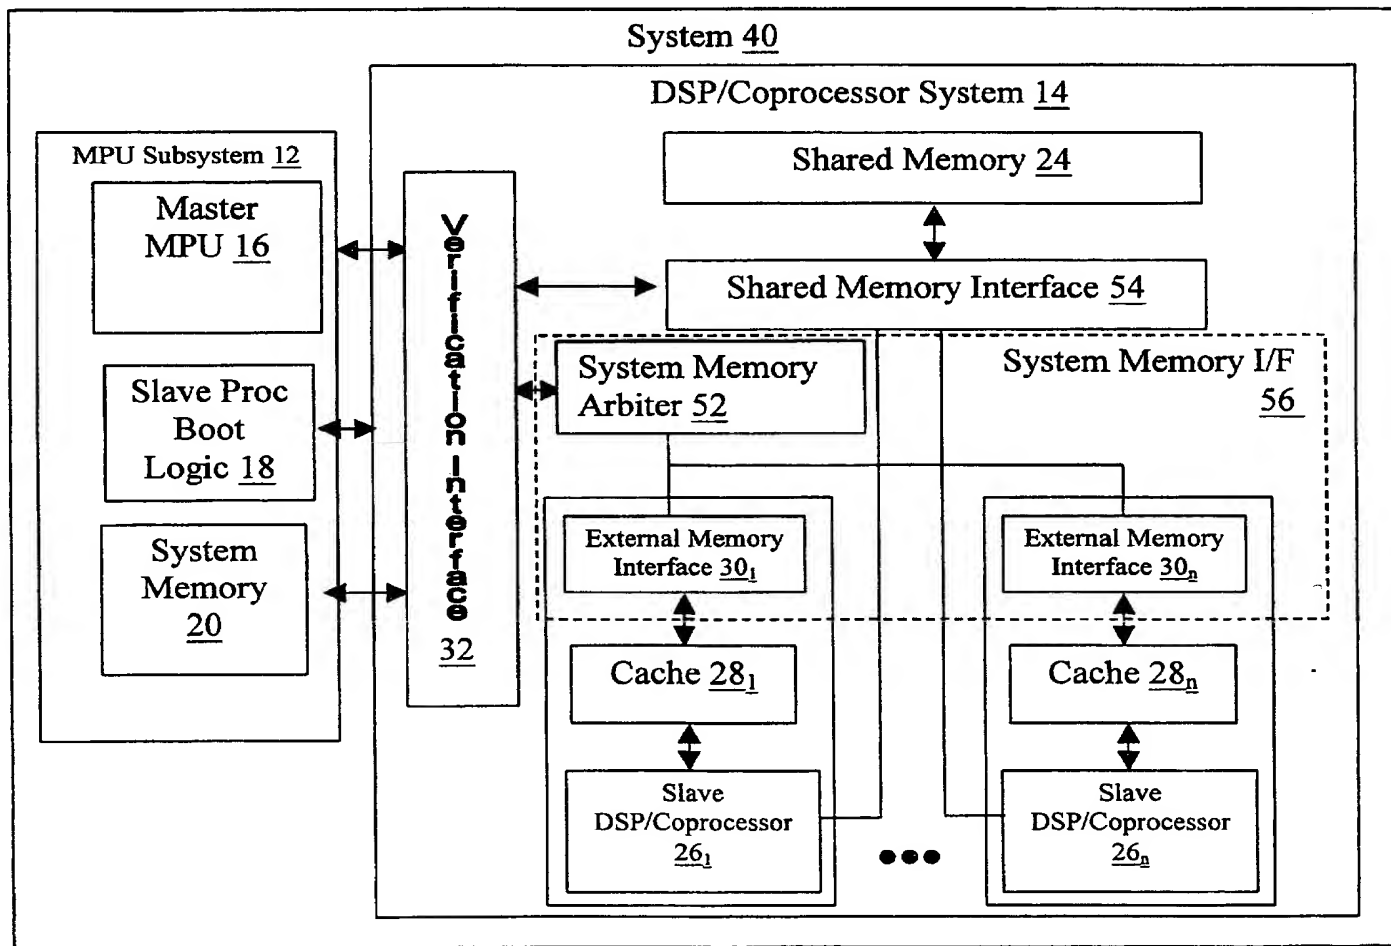 System 40
DSP/Coprocessor System 14
MPU Subsystem 12
Master
MPU 16
Slave Proc
Boot
Logic 18
System
Memory
20
Verification Interface
32
Shared Memory 24
Shared Memory Interface 54
System Memory
Arbiter 52
System Memory I/F
56
External Memory
Interface 30₁
Cache 28₁
Slave
DSP/Coprocessor
26₁
External Memory
Interface 30ₙ
Cache 28ₙ
Slave
DSP/Coprocessor
26ₙ